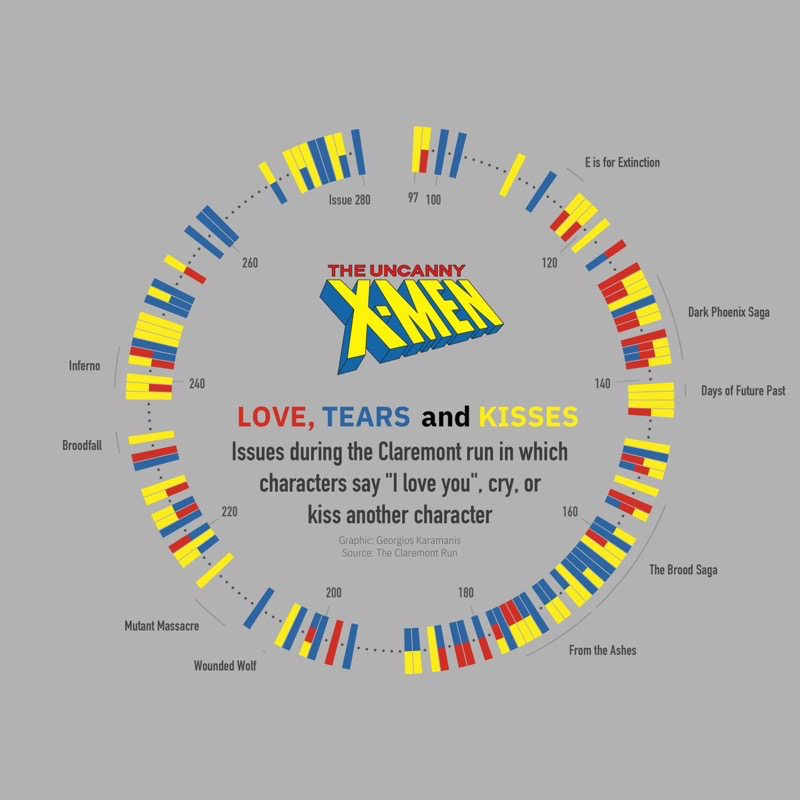 Issue 280
97
100
E is for Extinction
120
260
THE UNCANNY
X-MEN
Dark Phoenix Saga
Inferno
240
140
Days of Future Past
LOVE, TEARS and KISSES
Broodfall
Issues during the Claremont run in which
characters say "I love you", cry, or
kiss another character
220
160
Graphic: Georgios Karamanis
Source: The Claremont Run
The Brood Saga
200
180
Mutant Massacre
From the Ashes
Wounded Wolf